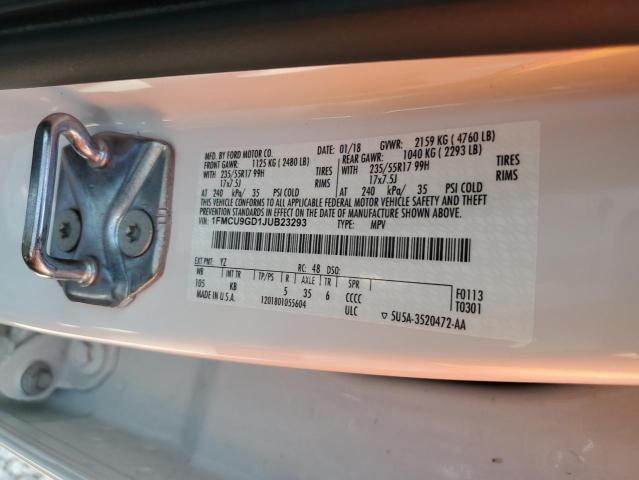 MFD. BY FORD MOTOR CO.
DATE: 01/18 GVWR: 2159 KG ( 4760 LB)
FRONT GAWR: 1125 KG ( 2480 LB) REAR GAWR: 1040 KG ( 2293 LB)
WITH 235/55R17 99H TIRES WITH 235/55R17 99H TIRES
17x7.5J RIMS 17x7.5J RIMS
AT 240 kPa/ 35 PSI COLD AT 240 kPa/ 35 PSI COLD
THIS VEHICLE CONFORMS TO ALL APPLICABLE FEDERAL MOTOR VEHICLE SAFETY AND THEFT
PREVENTION STANDARDS IN EFFECT ON THE DATE OF MANUFACTURE SHOWN ABOVE.
VIN: 1FMCU9GD1JUB23293 TYPE: MPV
EXT PNT: YZ RC: 48 DSO:
WB INT TR TP/PS R AXLE TR SPR
105 KB 5 35 6 CCCC F0113
MADE IN U.S.A. 1201801055604 ULC T0301
▽ 5U5A-3520472-AA